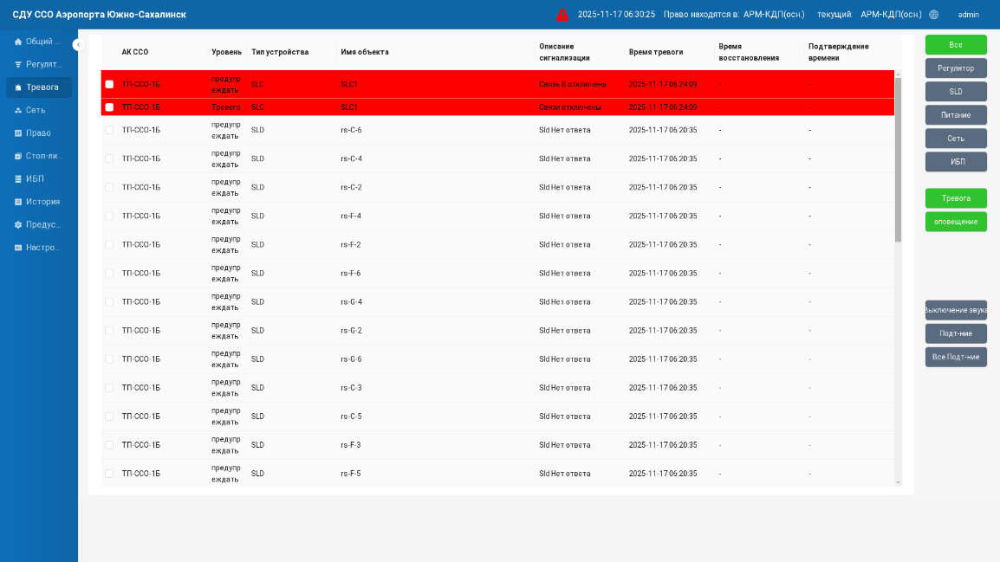 СДУ ССО Аэропорта Южно-Сахалинск
2025-11-17 06:30:25 Право находятся в: АРМ-КДП(осн.) текущий: АРМ-КДП(осн.) admin
Общий ...
Регулят...
Тревога
Сеть
Право
Стоп-ли...
ИБП
История
Предус...
Настро...
АК ССО Уровень Тип устройства Имя объекта Описание сигнализации Время тревоги Время восстановления Подтверждение времени
ТП-ССО-1Б предупреждать SLC SLC1 Связь B отключена 2025-11-17 06:24:09 - -
ТП-ССО-1Б Тревога SLC SLC1 Связи отключены 2025-11-17 06:24:09 - -
ТП-ССО-1Б предупреждать SLD rs-C-6 Sld Нет ответа 2025-11-17 06:20:35 - -
ТП-ССО-1Б предупреждать SLD rs-C-4 Sld Нет ответа 2025-11-17 06:20:35 - -
ТП-ССО-1Б предупреждать SLD rs-C-2 Sld Нет ответа 2025-11-17 06:20:35 - -
ТП-ССО-1Б предупреждать SLD rs-F-4 Sld Нет ответа 2025-11-17 06:20:35 - -
ТП-ССО-1Б предупреждать SLD rs-F-2 Sld Нет ответа 2025-11-17 06:20:35 - -
ТП-ССО-1Б предупреждать SLD rs-F-6 Sld Нет ответа 2025-11-17 06:20:35 - -
ТП-ССО-1Б предупреждать SLD rs-G-4 Sld Нет ответа 2025-11-17 06:20:35 - -
ТП-ССО-1Б предупреждать SLD rs-G-2 Sld Нет ответа 2025-11-17 06:20:35 - -
ТП-ССО-1Б предупреждать SLD rs-G-6 Sld Нет ответа 2025-11-17 06:20:35 - -
ТП-ССО-1Б предупреждать SLD rs-C-3 Sld Нет ответа 2025-11-17 06:20:35 - -
ТП-ССО-1Б предупреждать SLD rs-C-5 Sld Нет ответа 2025-11-17 06:20:35 - -
ТП-ССО-1Б предупреждать SLD rs-F-3 Sld Нет ответа 2025-11-17 06:20:35 - -
ТП-ССО-1Б предупреждать SLD rs-F-5 Sld Нет ответа 2025-11-17 06:20:35 - -
Все
Регулятор
SLD
Питание
Сеть
ИБП
Тревога
оповещение
Выключение звука
Подт-ние
Все Подт-ние